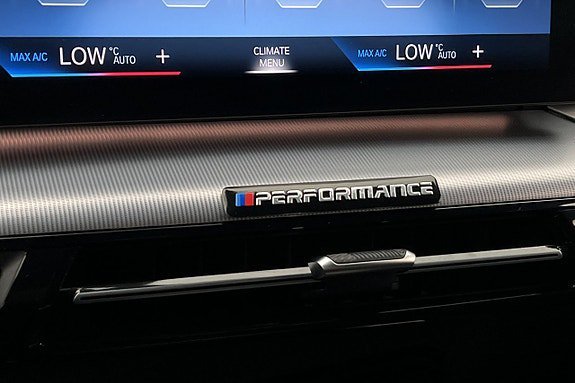 MAX A/C LOW °C AUTO + CLIMATE MENU MAX A/C LOW °C AUTO +
PERFORMANCE